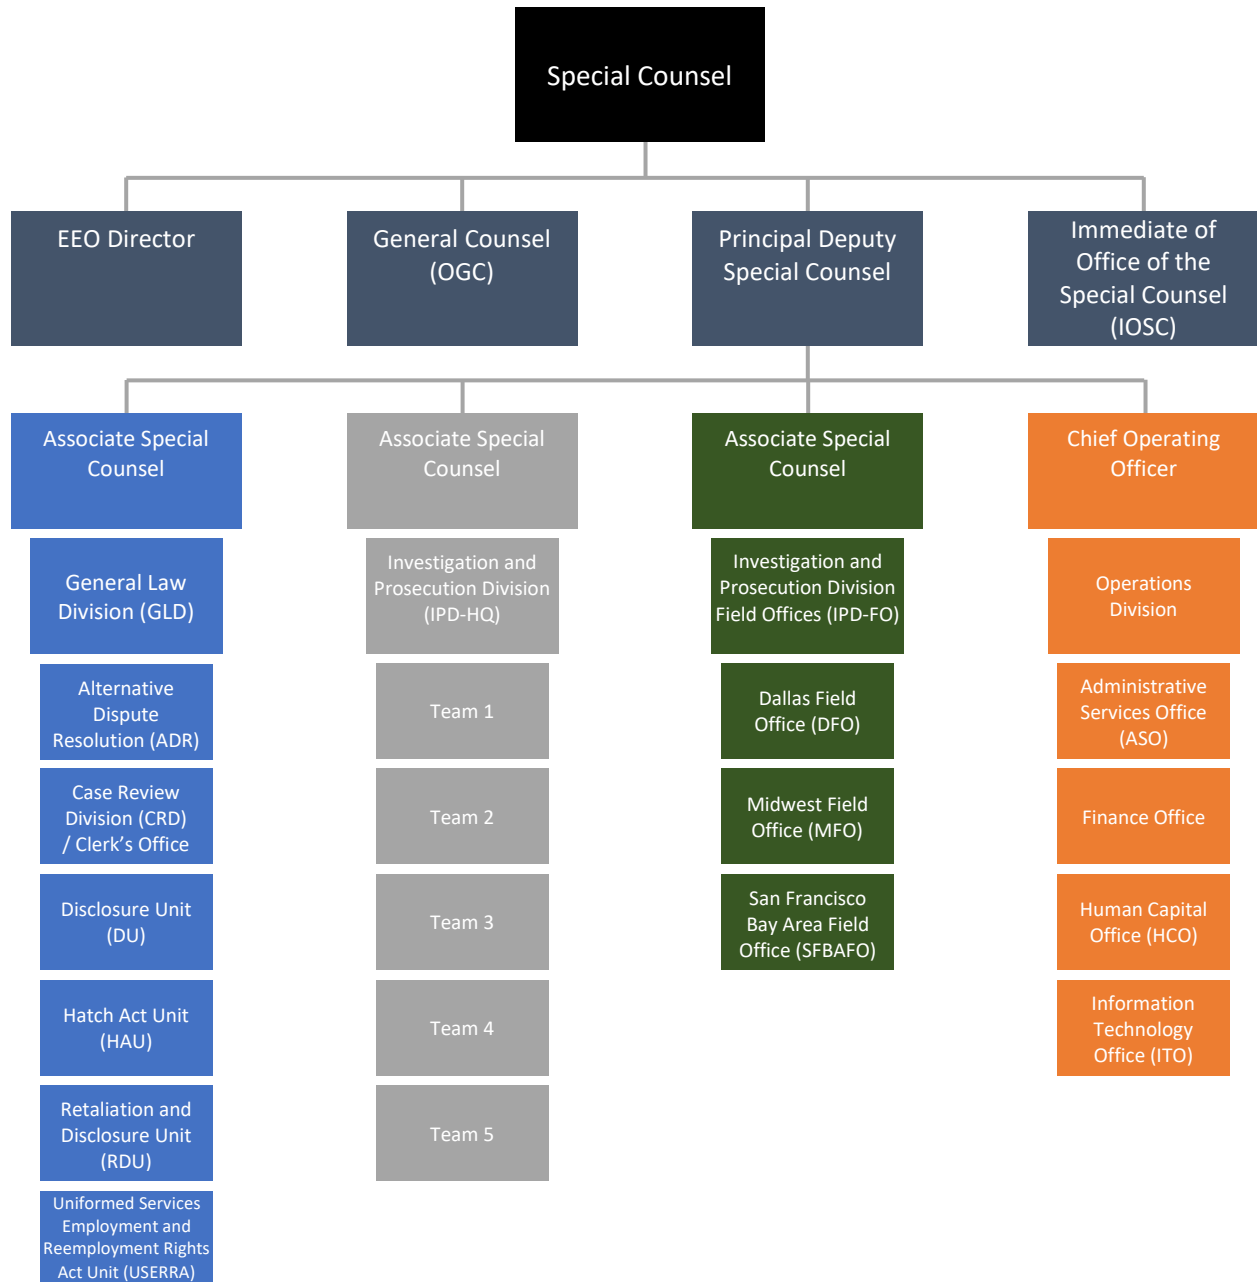 Special Counsel
EEO Director
General Counsel
(OGC)
Principal Deputy
Special Counsel
Immediate of
Office of the
Special Counsel
(IOSC)
Associate Special
Counsel
Associate Special
Counsel
Associate Special
Counsel
Chief Operating
Officer
General Law
Division (GLD)
Investigation and
Prosecution Division
(IPD-HQ)
Investigation and
Prosecution Division
Field Offices (IPD-FO)
Operations
Division
Alternative
Dispute
Resolution (ADR)
Team 1
Dallas Field
Office (DFO)
Administrative
Services Office
(ASO)
Case Review
Division (CRD)
/ Clerk’s Office
Team 2
Midwest Field
Office (MFO)
Finance Office
Disclosure Unit
(DU)
Team 3
San Francisco
Bay Area Field
Office (SFBAFO)
Human Capital
Office (HCO)
Hatch Act Unit
(HAU)
Team 4
Information
Technology
Office (ITO)
Retaliation and
Disclosure Unit
(RDU)
Team 5
Uniformed Services
Employment and
Reemployment Rights
Act Unit (USERRA)